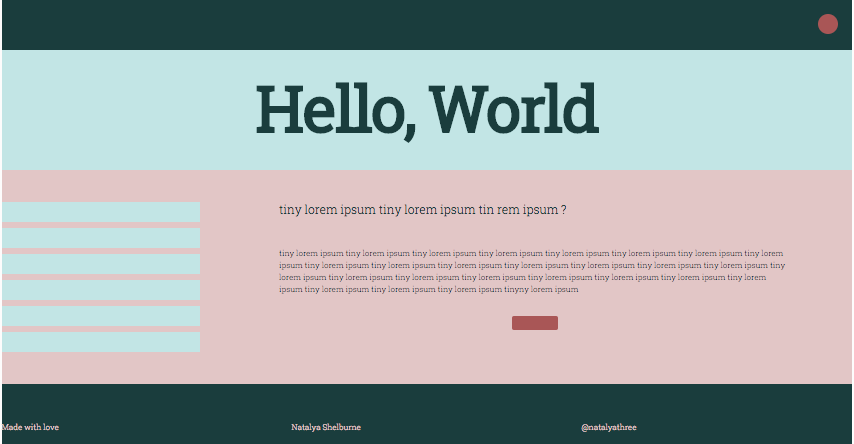 Hello, World
tiny lorem ipsum tiny lorem ipsum tin rem ipsum ?
tiny lorem ipsum tiny lorem ipsum tiny lorem ipsum tiny lorem ipsum tiny lorem ipsum tiny lorem ipsum tiny lorem ipsum tiny lorem
ipsum tiny lorem ipsum tiny lorem ipsum tiny lorem ipsum tiny lorem ipsum tiny lorem ipsum tiny lorem ipsum tiny lorem ipsum tiny
lorem ipsum tiny lorem ipsum tiny lorem ipsum tiny lorem ipsum tiny lorem ipsum tiny lorem ipsum tiny lorem ipsum tiny lorem
ipsum tiny lorem ipsum tiny lorem ipsum tiny lorem ipsum tinyny lorem ipsum
Made with love
Natalya Shelburne
@natalyathree